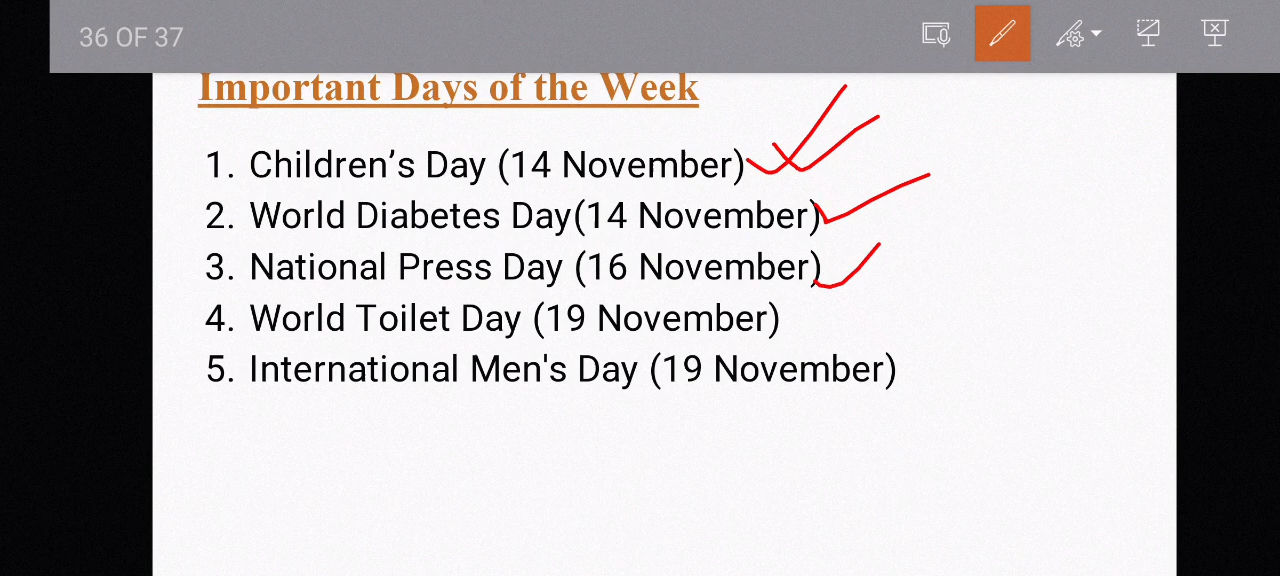 36 OF 37
Important Days of the Week
1. Children’s Day (14 November)
2. World Diabetes Day(14 November)
3. National Press Day (16 November)
4. World Toilet Day (19 November)
5. International Men's Day (19 November)